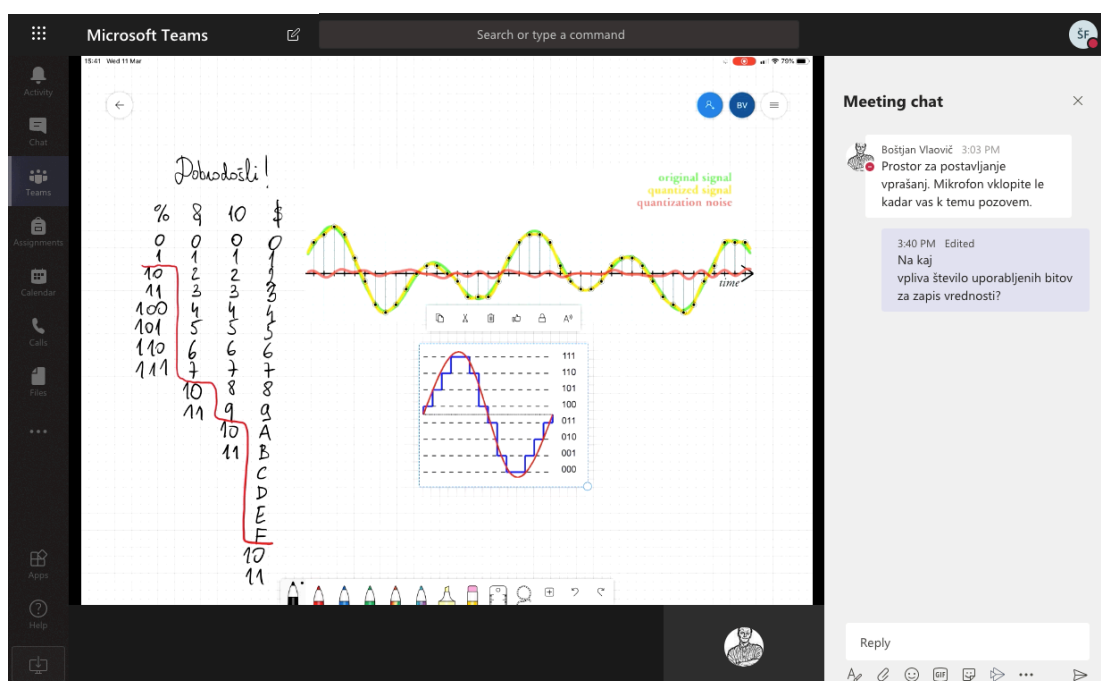 Microsoft Teams
Search or type a command
ŠF
Activity
Chat
Teams
Assignments
Calendar
Calls
Files
Apps
Help
15:41 Wed 11 Mar
79%
BV
Dobrodošli!
% 8 10 $
0 0 0 0
1 1 1 1
10 2 2 2
11 3 3 3
100 4 4 4
101 5 5 5
110 6 6 6
111 7 7 7
10 8 8
11 9 9
10 A
11 B
C
D
E
F
10
11
original signal
quantized signal
quantization noise
time
111
110
101
100
011
010
001
000
Meeting chat
Boštjan Vlaovič 3:03 PM
Prostor za postavljanje
vprašanj. Mikrofon vklopite le
kadar vas k temu pozovem.
3:40 PM Edited
Na kaj
vpliva število uporabljenih bitov
za zapis vrednosti?
Reply
GIF